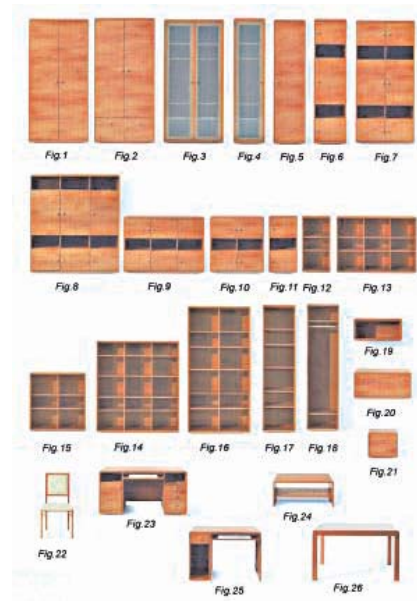 Fig.1 Fig.2 Fig.3 Fig.4 Fig.5 Fig.6 Fig.7
Fig.8 Fig.9 Fig.10 Fig.11 Fig.12 Fig.13
Fig.15 Fig.14 Fig.16 Fig.17 Fig.18 Fig.19
Fig.20
Fig.21
Fig.22 Fig.23 Fig.24
Fig.25 Fig.26